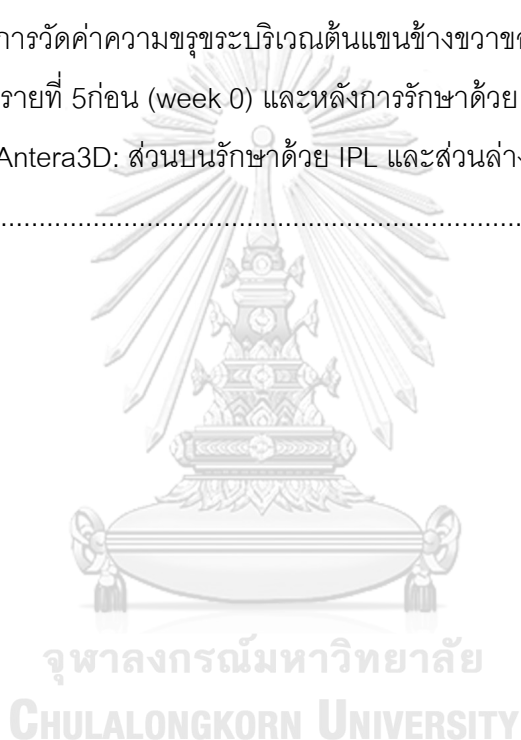 การวัดค่าความขรุขระบริเวณต้นแขนข้างขวาข
รายที่ 5ก่อน (week 0) และหลังการรักษาด้วย
Antera3D: ส่วนบนรักษาด้วย IPL และส่วนล่าง
....................................................................
จุฬาลงกรณ์มหาวิทยาลัย
CHULALONGKORN UNIVERSITY